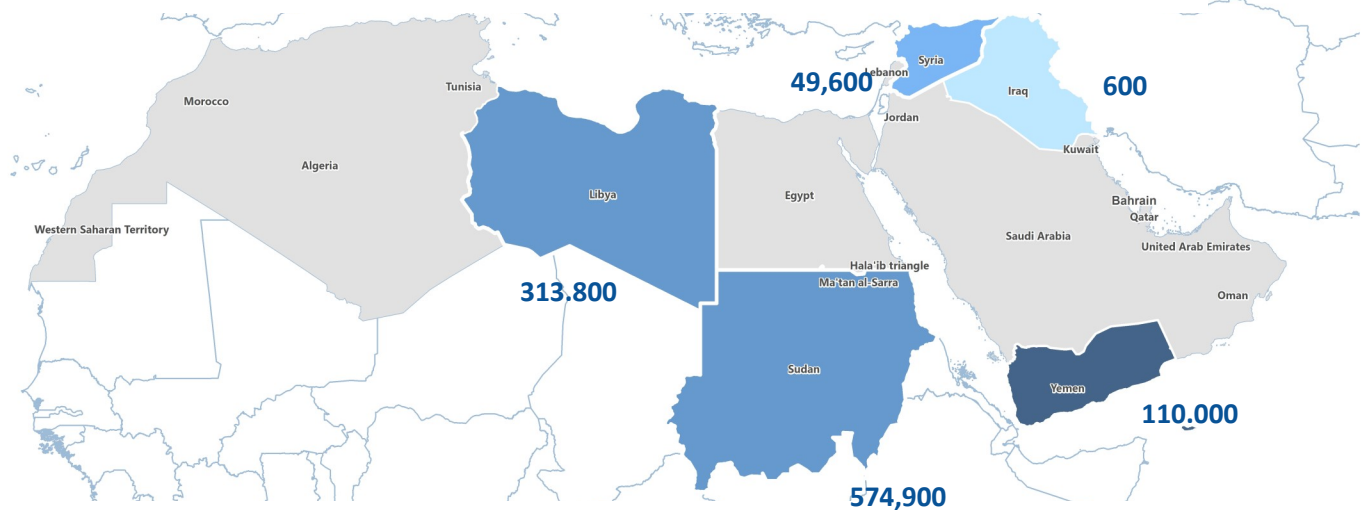 Syria
Lebanon
49,600
Iraq
600
Tunisia
Morocco
Jordan
Kuwait
Algeria
Libya
Egypt
Bahrain
Qatar
Western Saharan Territory
Saudi Arabia
United Arab Emirates
Hala'ib triangle
Ma'tan al-Sarra
313.800
Oman
Sudan
Yemen
110.000
574,900